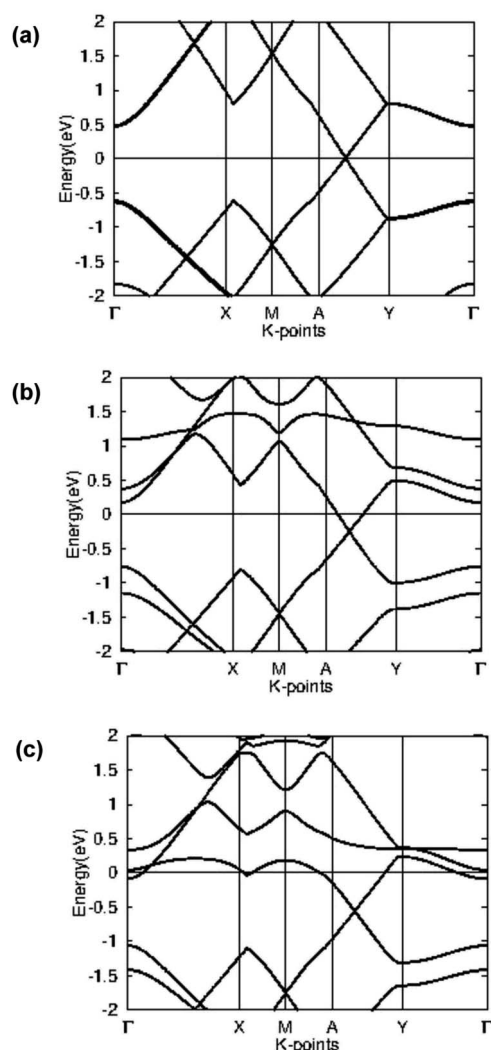 (a)
2
1.5
1
0.5
0
-0.5
-1
-1.5
-2
Energy(eV)
Γ X M A Y Γ
K-points
(b)
2
1.5
1
0.5
0
-0.5
-1
-1.5
-2
Energy(eV)
Γ X M A Y Γ
K-points
(c)
2
1.5
1
0.5
0
-0.5
-1
-1.5
-2
Energy(eV)
Γ X M A Y Γ
K-points